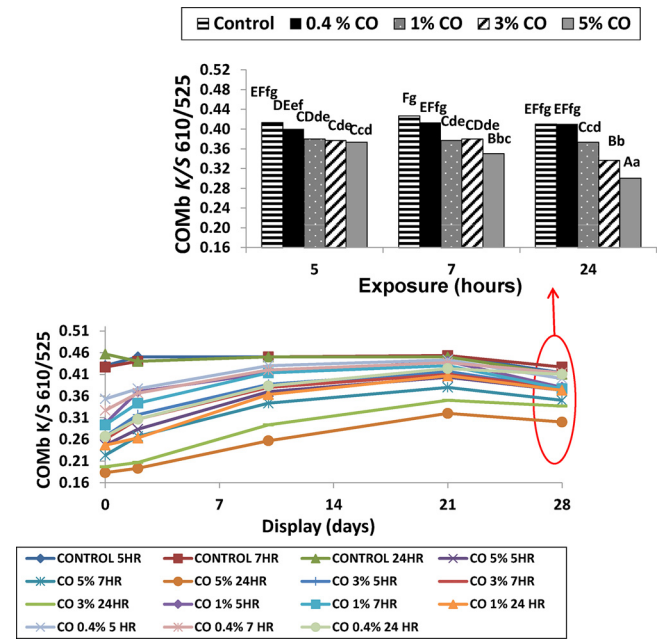 Control 0.4 % CO 1% CO 3% CO 5% CO
COMb K/S 610/525
0.52
0.48
0.44
0.40
0.36
0.32
0.28
0.24
0.20
0.16
EFfg DEef CDde Cde Ccd Fg EFfg Cde CDde Bbc EFfg EFfg Ccd Bb Aa
5 7 24
Exposure (hours)
COMb K/S 610/525
0.51
0.46
0.41
0.36
0.31
0.26
0.21
0.16
0 7 14 21 28
Display (days)
CONTROL 5HR CONTROL 7HR CONTROL 24HR CO 5% 5HR
CO 5% 7HR CO 5% 24HR CO 3% 5HR CO 3% 7HR
CO 3% 24HR CO 1% 5HR CO 1% 7HR CO 1% 24 HR
CO 0.4% 5 HR CO 0.4% 7 HR CO 0.4% 24 HR